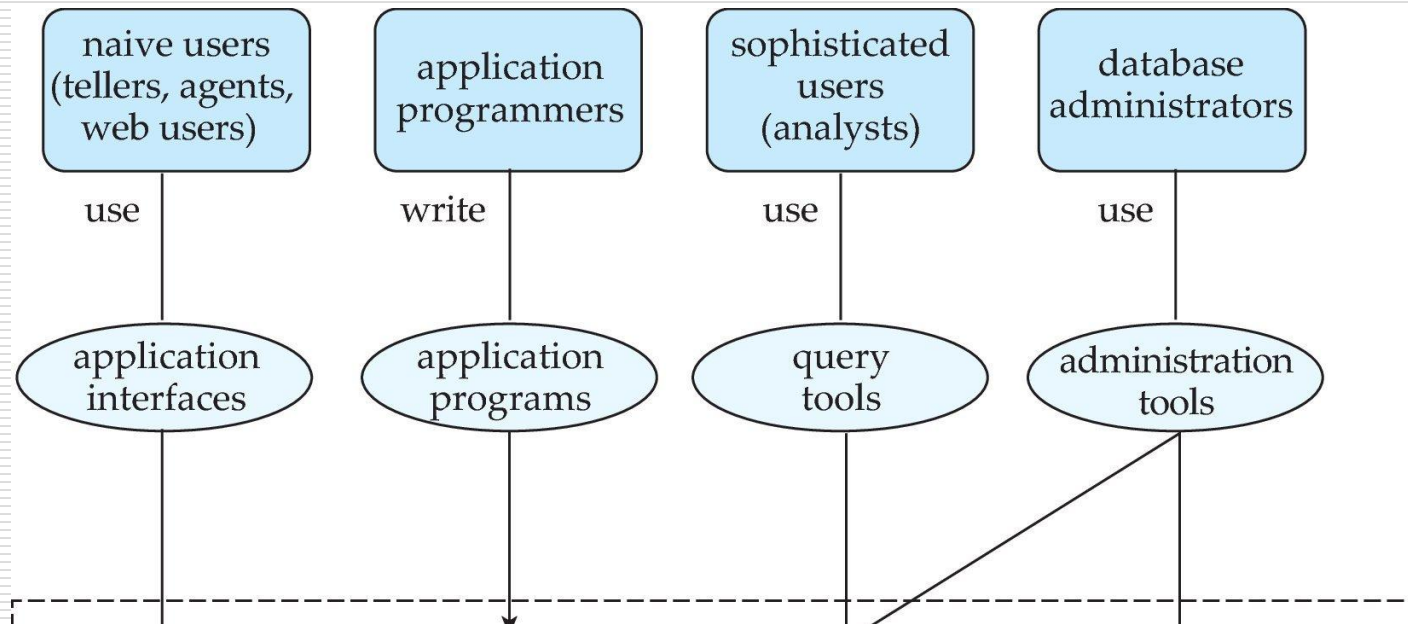 naive users
(tellers, agents,
web users)
application
programmers
sophisticated
users
(analysts)
database
administrators
use
write
use
use
application
interfaces
application
programs
query
tools
administration
tools